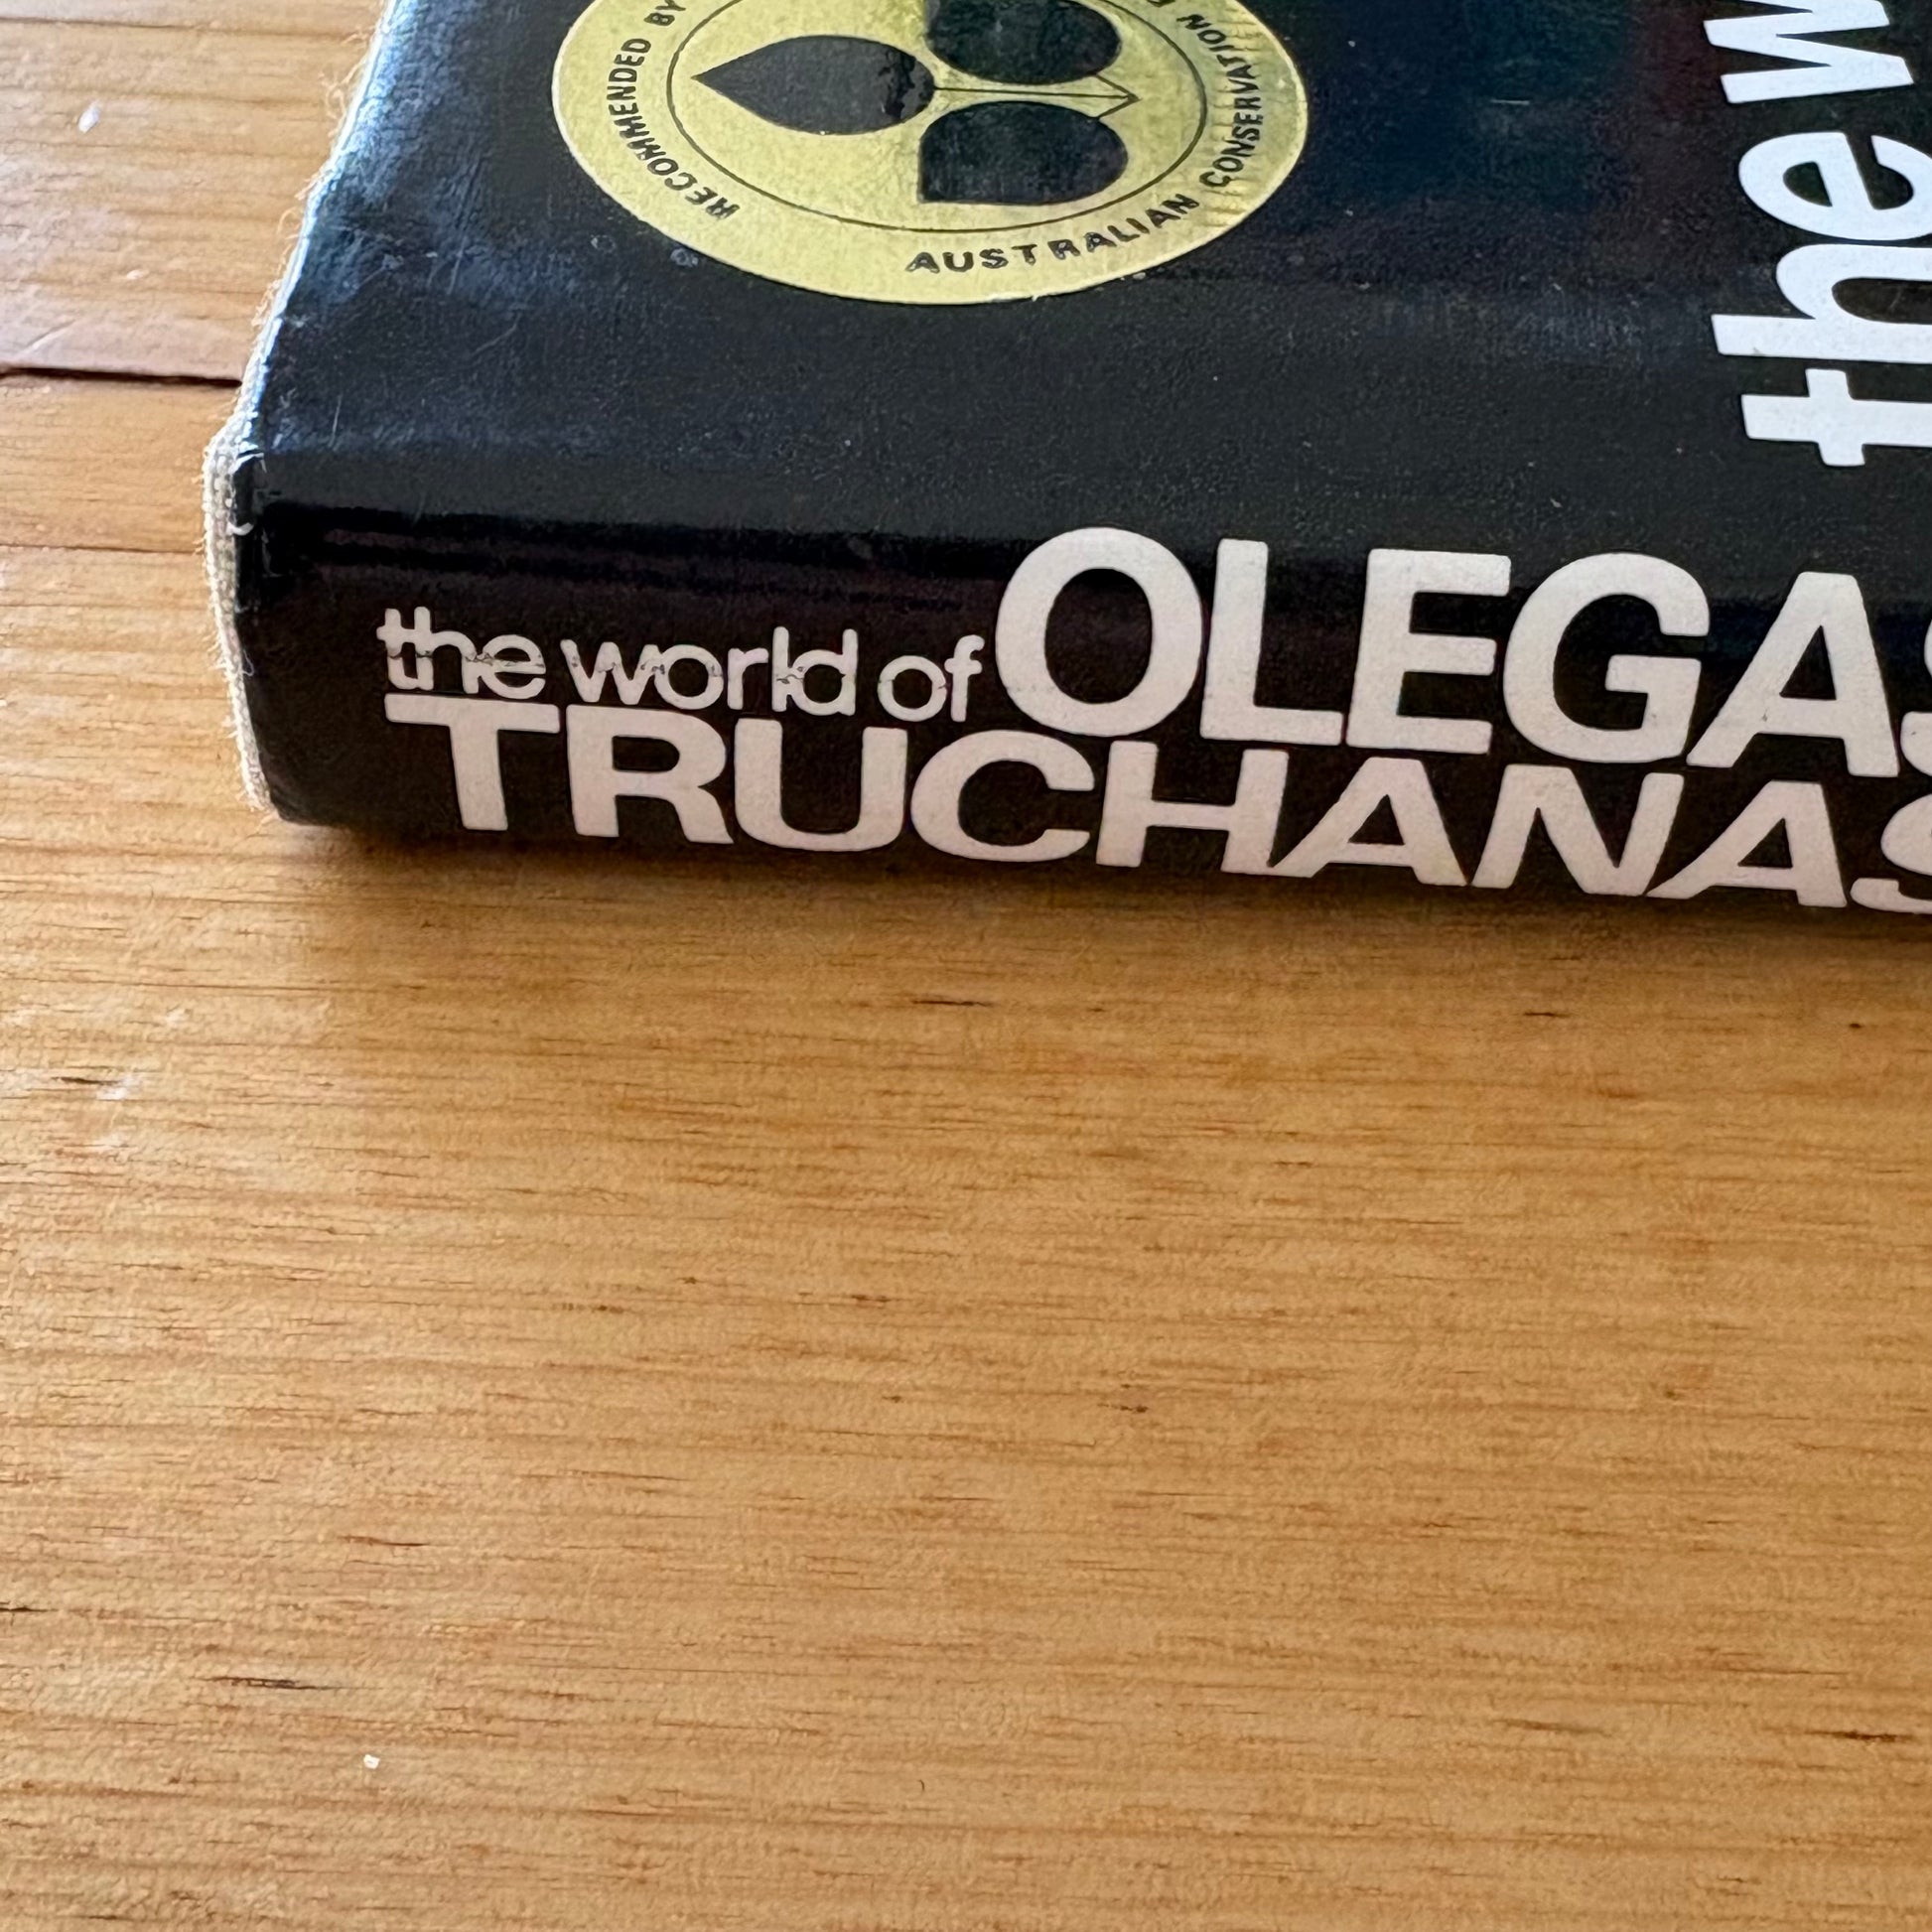 RECOMMENDED BY
AUSTRALIAN CONSERVATION
the
the world of OLEGAS
TRUCHANAS